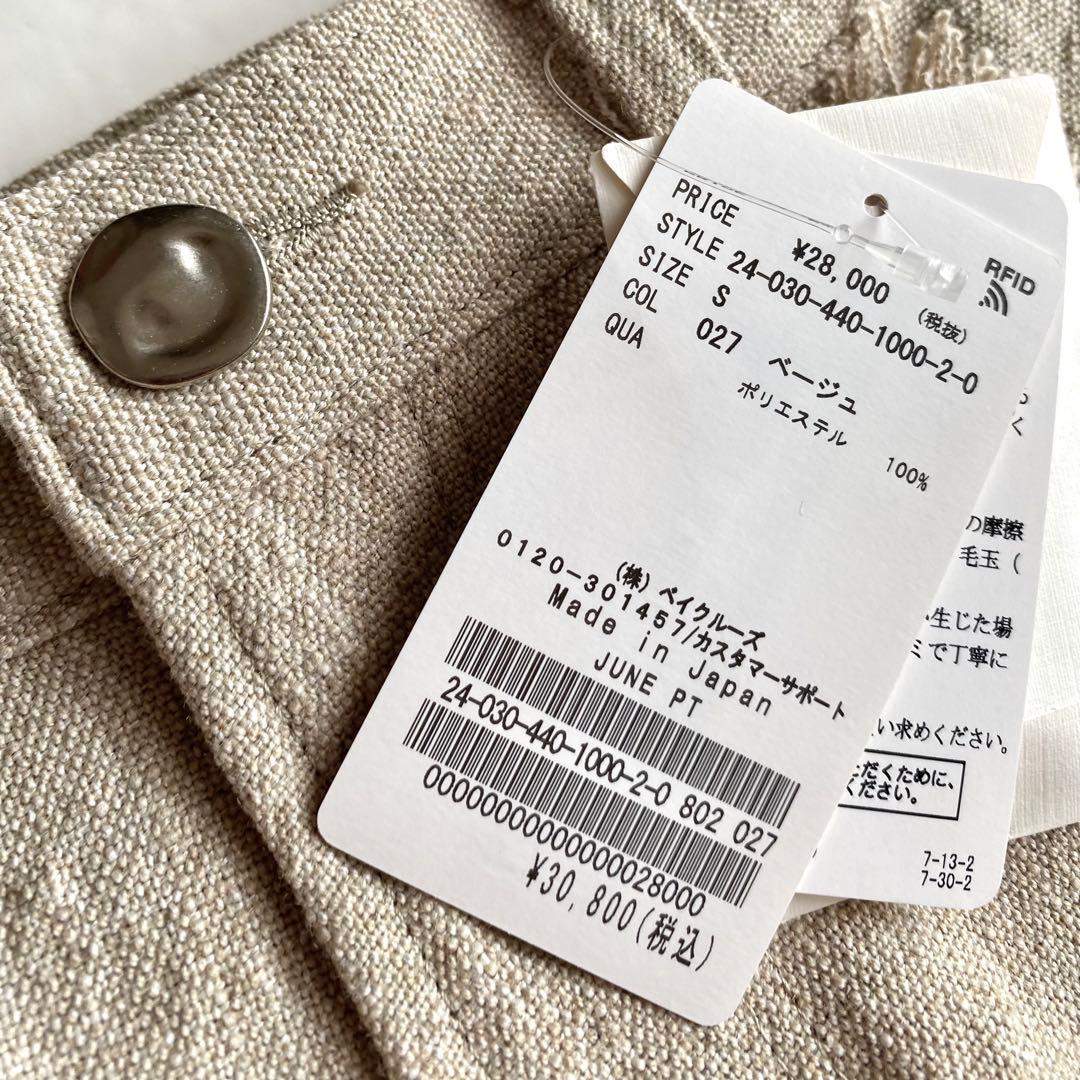 PRICE ¥28,000 (税抜)
STYLE 24-030-440-1000-2-0
SIZE S
COL 027 ベージュ
QUA ポリエステル 100%
(株)ベイクルーズ
0120-301457/カスタマーサポート
Made in Japan
JUNE PT
24-030-440-1000-2-0 802 027
¥30,800(税込)
RFID
く
の摩擦
毛玉(
生じた場
ミで丁寧に
い求めください。
だくために、
ください。
7-13-2
7-30-2